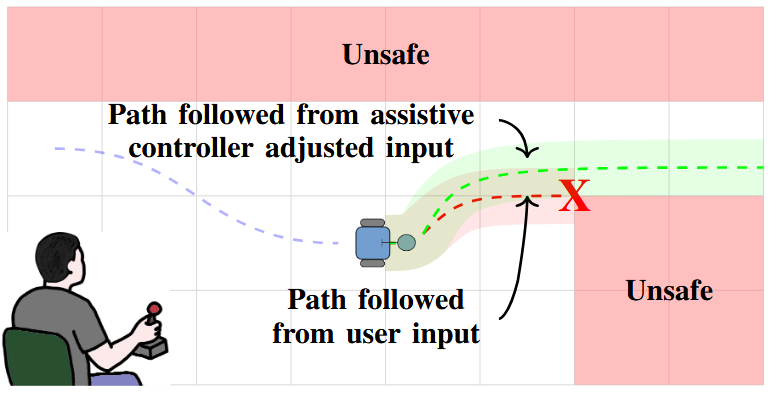 Unsafe
Path followed from assistive
controller adjusted input
X
Unsafe
Path followed
from user input